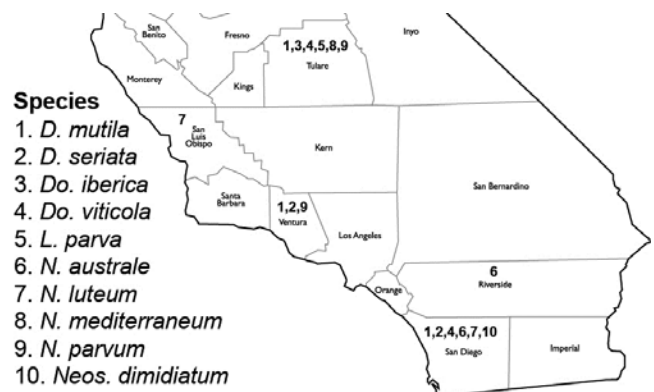 San
Benito
Fresno
Inyo
1,3,4,5,8,9
Tulare
Monterey
Kings
Species
1. D. mutila
2. D. seriata
3. Do. iberica
4. Do. viticola
5. L. parva
6. N. australe
7. N. luteum
8. N. mediterraneum
9. N. parvum
10. Neos. dimidiatum
7
San
Luis
Obispo
Kern
San Bernardino
Santa
Barbara
1,2,9
Ventura
Los Angeles
Orange
6
Riverside
1,2,4,6,7,10
San Diego
Imperial